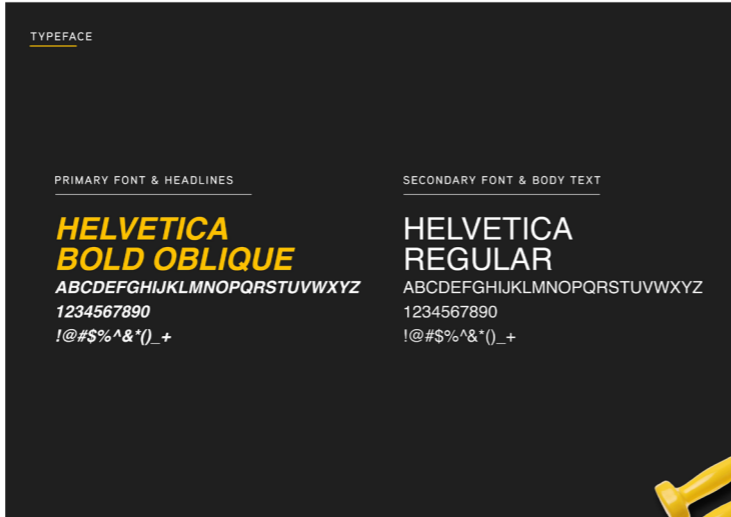 TYPEFACE
PRIMARY FONT & HEADLINES
HELVETICA
BOLD OBLIQUE
ABCDEFGHIJKLMNOPQRSTUVWXYZ
1234567890
!@#$%^&*()_+
SECONDARY FONT & BODY TEXT
HELVETICA
REGULAR
ABCDEFGHIJKLMNOPQRSTUVWXYZ
1234567890
!@#$%^&*()_+